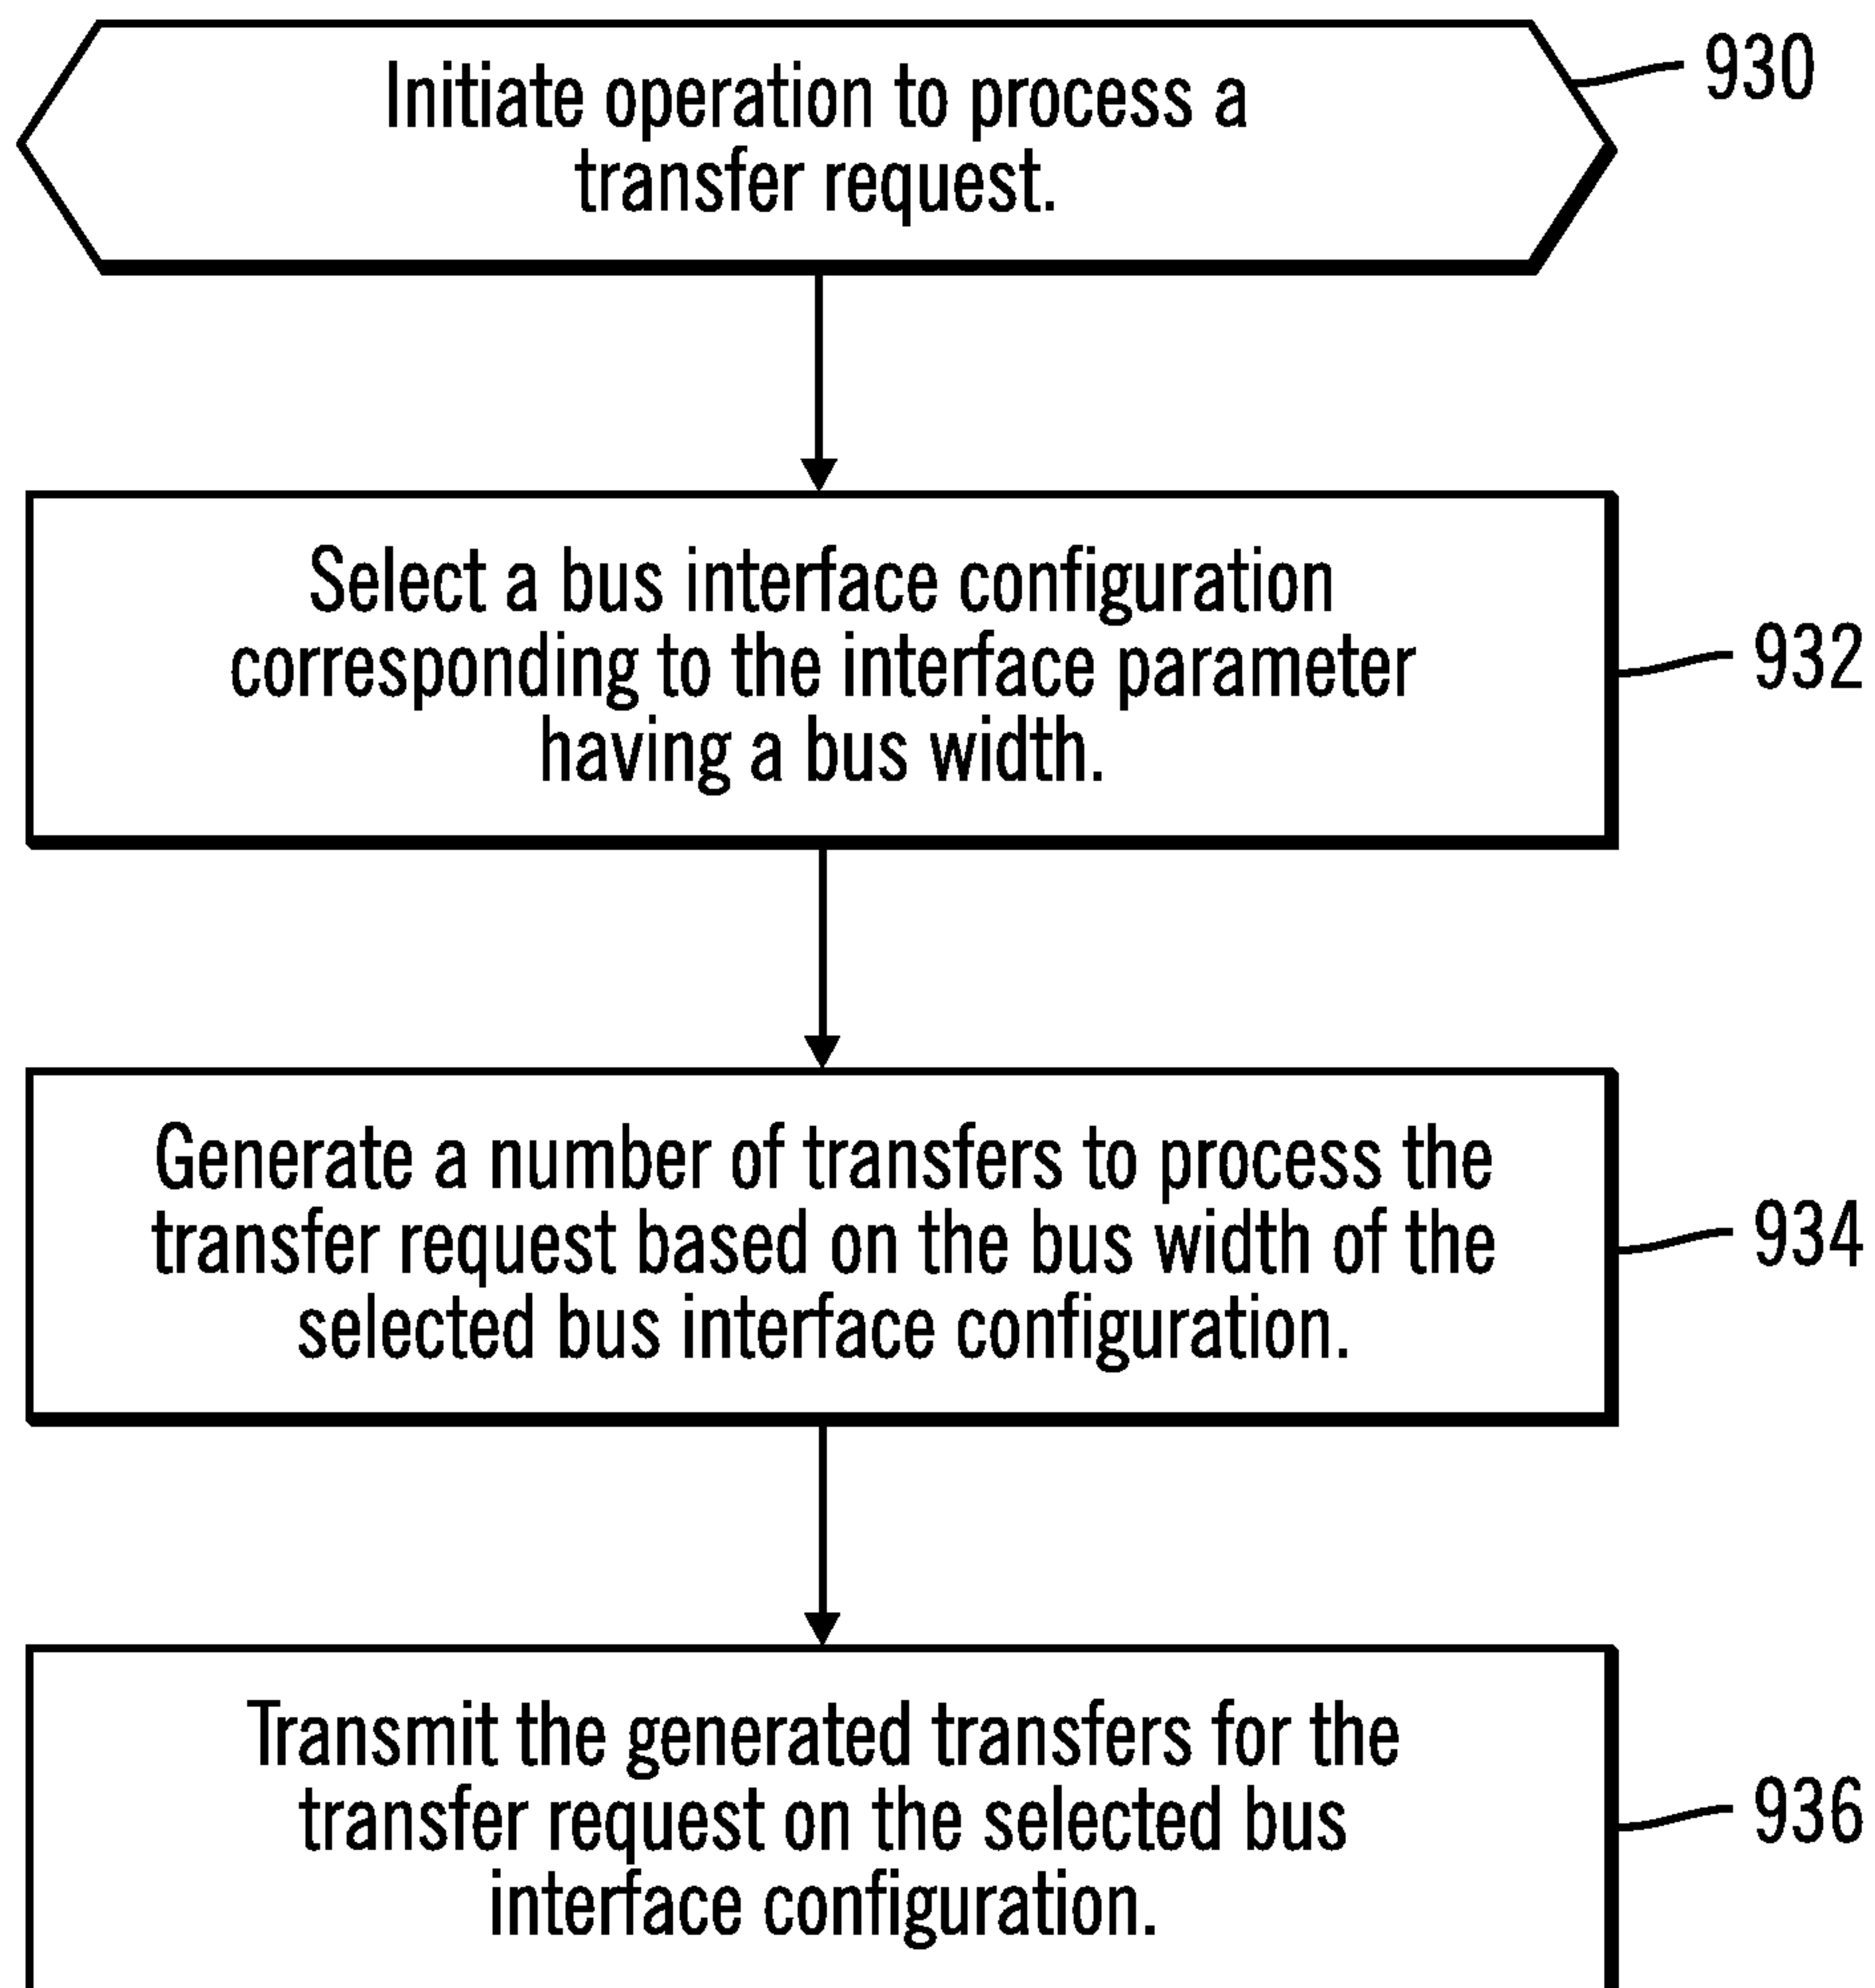 Initiate operation to process a
transfer request.
930
Select a bus interface configuration
corresponding to the interface parameter
having a bus width.
932
Generate a number of transfers to process the
transfer request based on the bus width of the
selected bus interface configuration.
934
Transmit the generated transfers for the
transfer request on the selected bus
interface configuration.
936